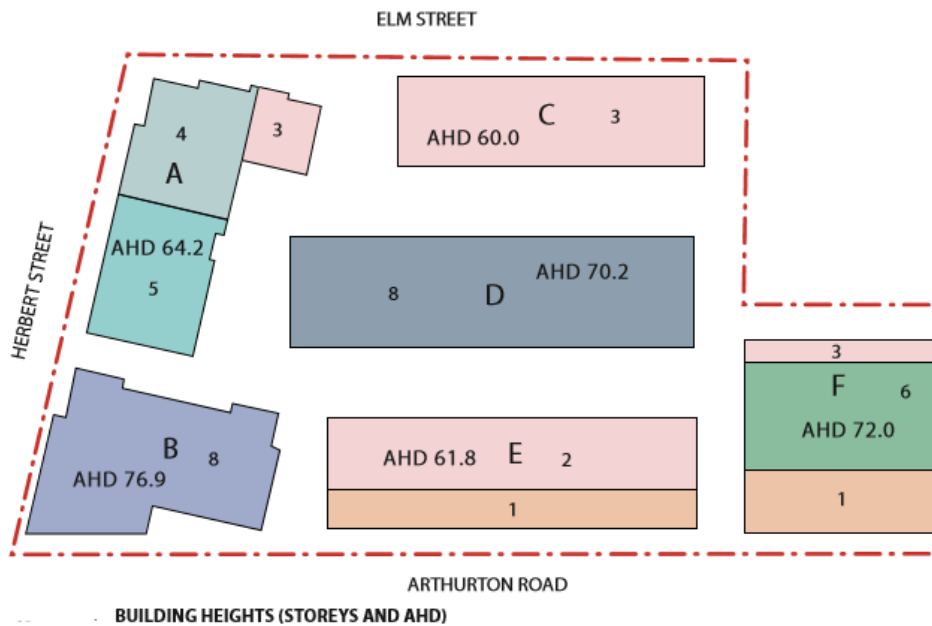 ELM STREET
4
3
A
C 3
AHD 60.0
HERBERT STREET
AHD 64.2
5
AHD 70.2
8 D
3
F 6
AHD 72.0
B 8
AHD 76.9
AHD 61.8 E 2
1
1
ARTHURTON ROAD
BUILDING HEIGHTS (STOREYS AND AHD)